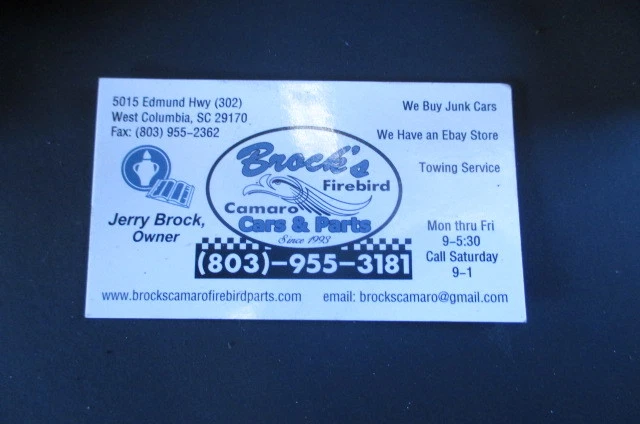 5015 Edmund Hwy (302)
West Columbia, SC 29170
Fax: (803) 955-2362
Jerry Brock,
Owner
Brock's
Firebird
Camaro
Cars & Parts
Since 1993
(803)-955-3181
We Buy Junk Cars
We Have an Ebay Store
Towing Service
Mon thru Fri
9-5:30
Call Saturday
9-1
www.brockscamarofirebirdparts.com
email: brockscamaro@gmail.com